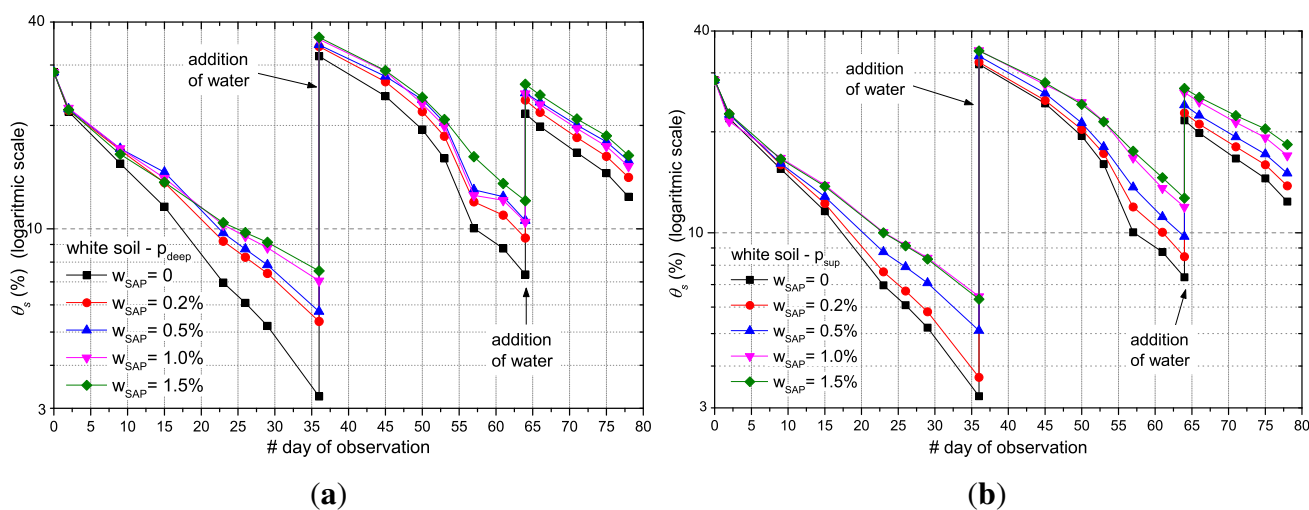 40
20
10
3
θs (%) (logaritmic scale)
addition
of water
white soil - pdeep
wSAP= 0
wSAP= 0.2%
wSAP= 0.5%
wSAP= 1.0%
wSAP= 1.5%
addition
of water
0 5 10 15 20 25 30 35 40 45 50 55 60 65 70 75 80
# day of observation
(a)
40
20
10
3
θs (%) (logaritmic scale)
addition
of water
white soil - psup
wSAP= 0
wSAP= 0.2%
wSAP= 0.5%
wSAP= 1.0%
wSAP= 1.5%
addition
of water
0 5 10 15 20 25 30 35 40 45 50 55 60 65 70 75 80
# day of observation
(b)